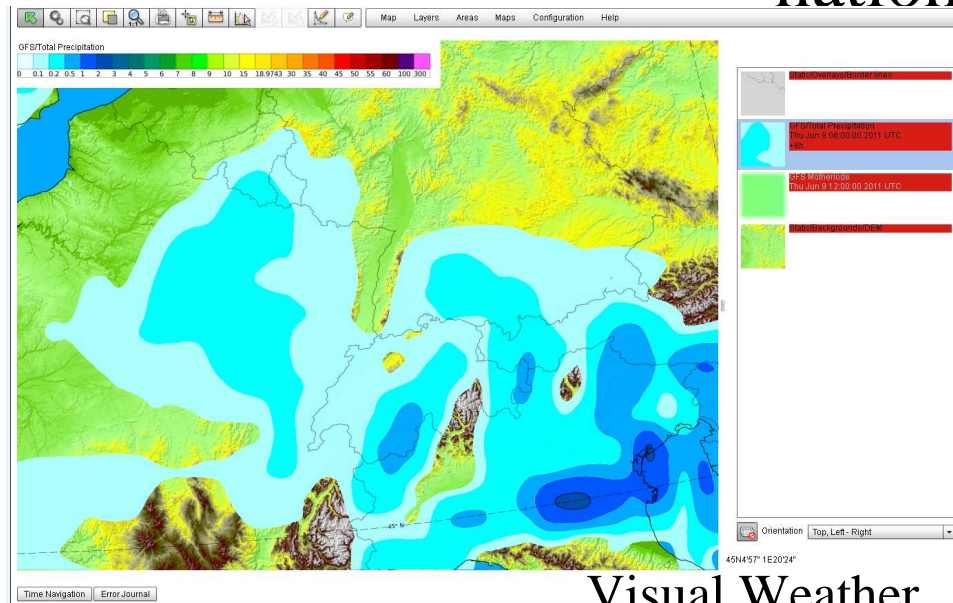 Map Layers Areas Maps Configuration Help
GFS/Total Precipitation
0 0.1 0.2 0.5 1 2 3 4 5 6 7 8 9 10 15 18.9743 30 35 40 45 50 55 60 100 300
Static/Overlays/Border lines
GFS/Total Precipitation
Thu Jun 9 06:00:00 2011 UTC
+6h
GFS Motherlode
Thu Jun 9 12:00:00 2011 UTC
Static/Backgrounds/DEM
45° N
Orientation Top, Left - Right
45N4'57" 1E20'24"
Visual Weather
Time Navigation Error Journal